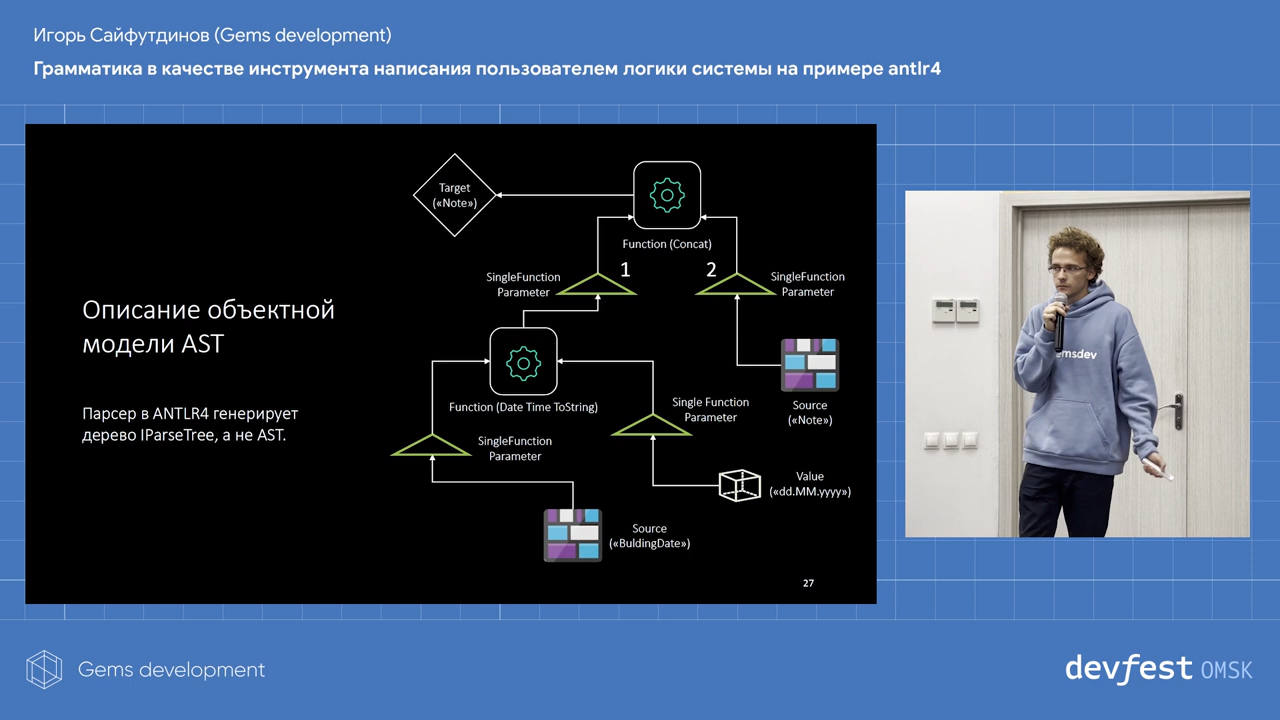 Игорь Сайфутдинов (Gems development)
Грамматика в качестве инструмента написания пользователем логики системы на примере antlr4
Описание объектной
модели AST
Парсер в ANTLR4 генерирует
дерево IParseTree, а не AST.
Target
(«Note»)
Function (Concat)
1
2
SingleFunction
Parameter
SingleFunction
Parameter
Function (Date Time ToString)
Single Function
Parameter
Source
(«Note»)
SingleFunction
Parameter
Value
(«dd.MM.yyyy»)
Source
(«BuldingDate»)
27
emsdev
Gems development
devfest OMSK